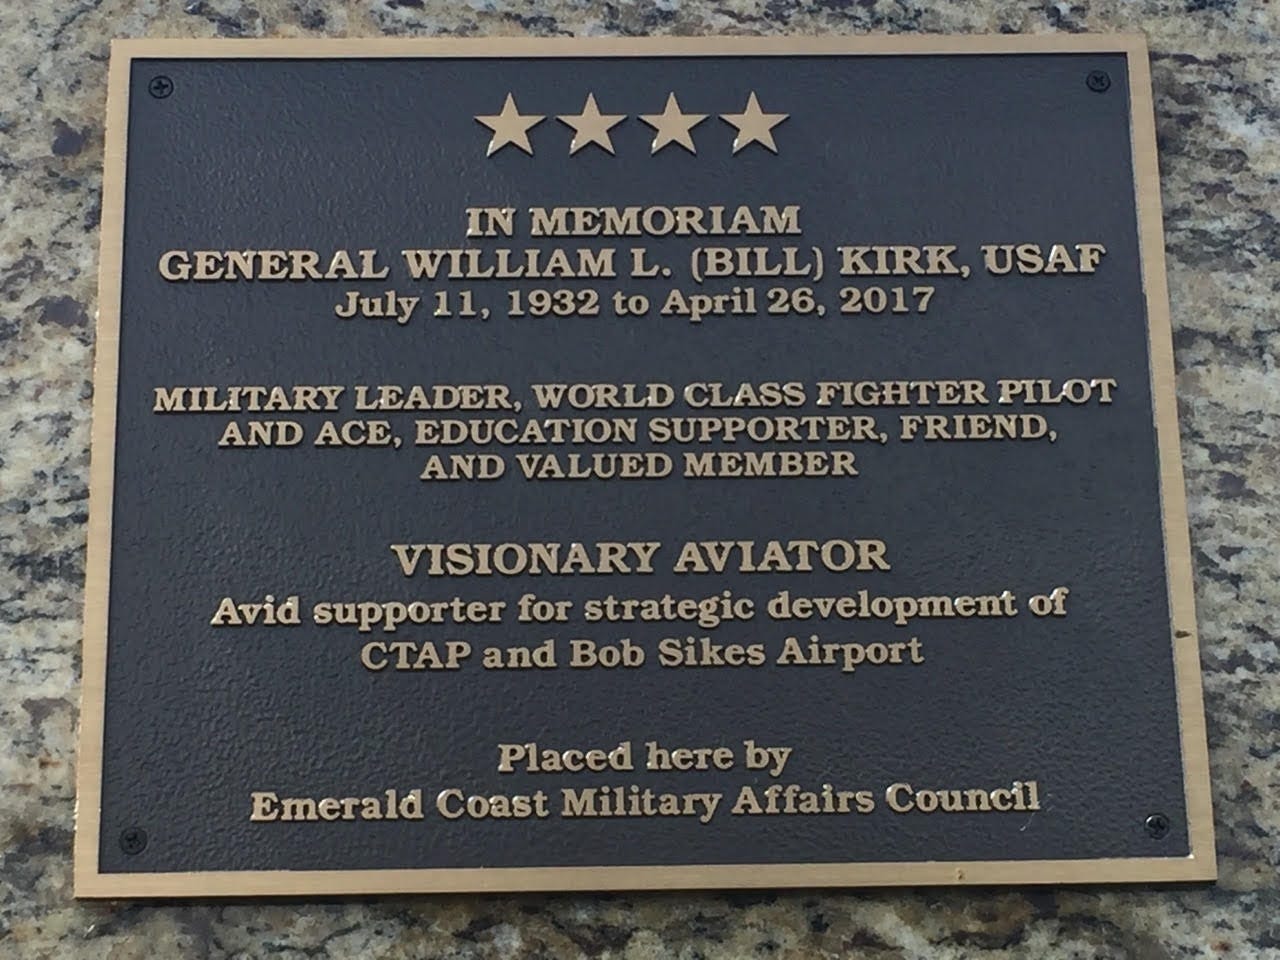 IN MEMORIAM
GENERAL WILLIAM L. (BILL) KIRK, USAF
July 11, 1932 to April 26, 2017
MILITARY LEADER, WORLD CLASS FIGHTER PILOT
AND ACE, EDUCATION SUPPORTER, FRIEND,
AND VALUED MEMBER
VISIONARY AVIATOR
Avid supporter for strategic development of
CTAP and Bob Sikes Airport
Placed here by
Emerald Coast Military Affairs Council